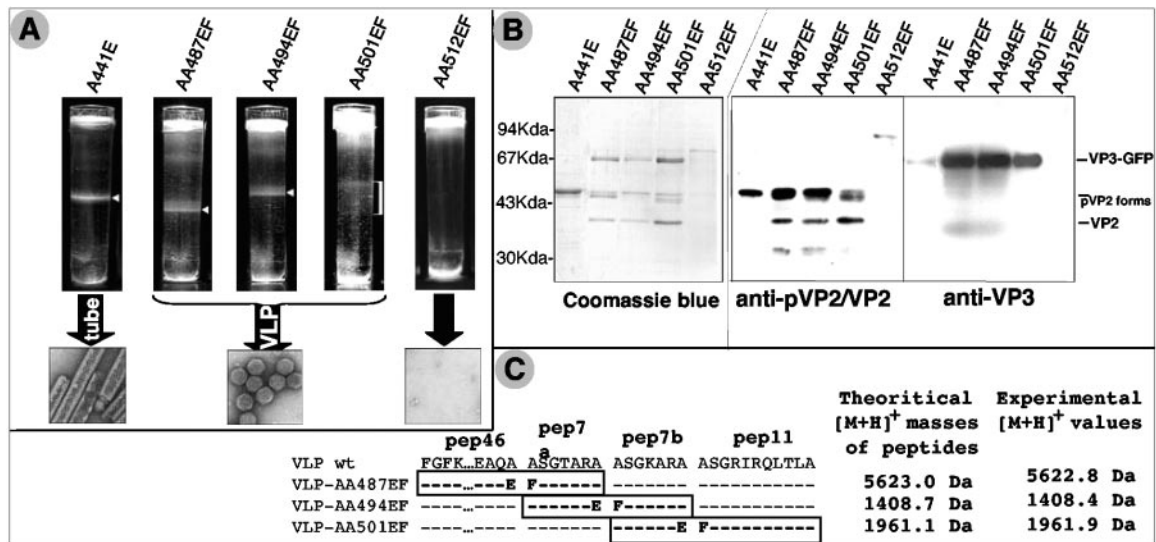 A
A441E
AA487EF
AA494EF
AA501EF
AA512EF
tube
VLP
B
A441E
AA487EF
AA494EF
AA501EF
AA512EF
A441E
AA487EF
AA494EF
AA501EF
AA512EF
A441E
AA487EF
AA494EF
AA501EF
AA512EF
94Kda-
67Kda-
43Kda-
30Kda-
VP3-GFP
pVP2 forms
VP2
Coomassie blue
anti-pVP2/VP2
anti-VP3
C
Theoritical [M+H]+ masses of peptides
Experimental [M+H]+ values
pep46 pep7a pep7b pep11
VLP wt FGFK…EAQA ASGTARA ASGKARA ASGRIRQLTLA
VLP-AA487EF -----…---E F------ ------- ----------- 5623.0 Da 5622.8 Da
VLP-AA494EF ----…---- ------E F------ ----------- 1408.7 Da 1408.4 Da
VLP-AA501EF ----…---- ------- ------E F---------- 1961.1 Da 1961.9 Da